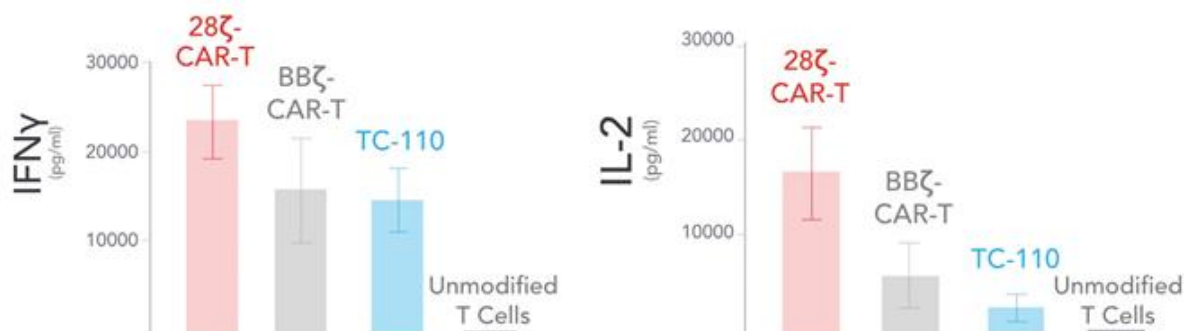 28ζ-
CAR-T
30000
BBζ-
CAR-T
TC-110
20000
10000
IFNγ
(pg/ml)
Unmodified
T Cells
30000
28ζ-
CAR-T
20000
BBζ-
CAR-T
10000
TC-110
IL-2
(pg/ml)
Unmodified
T Cells